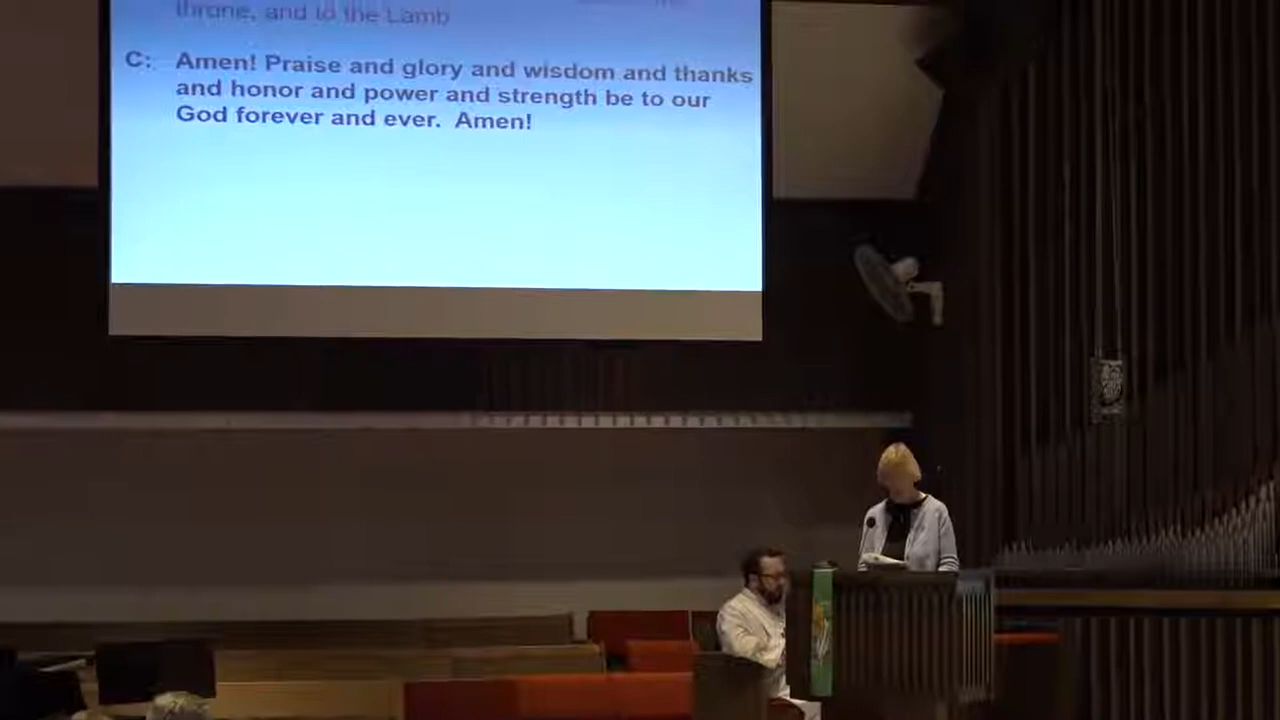 throne, and to the Lamb
C: Amen! Praise and glory and wisdom and thanks
and honor and power and strength be to our
God forever and ever. Amen!